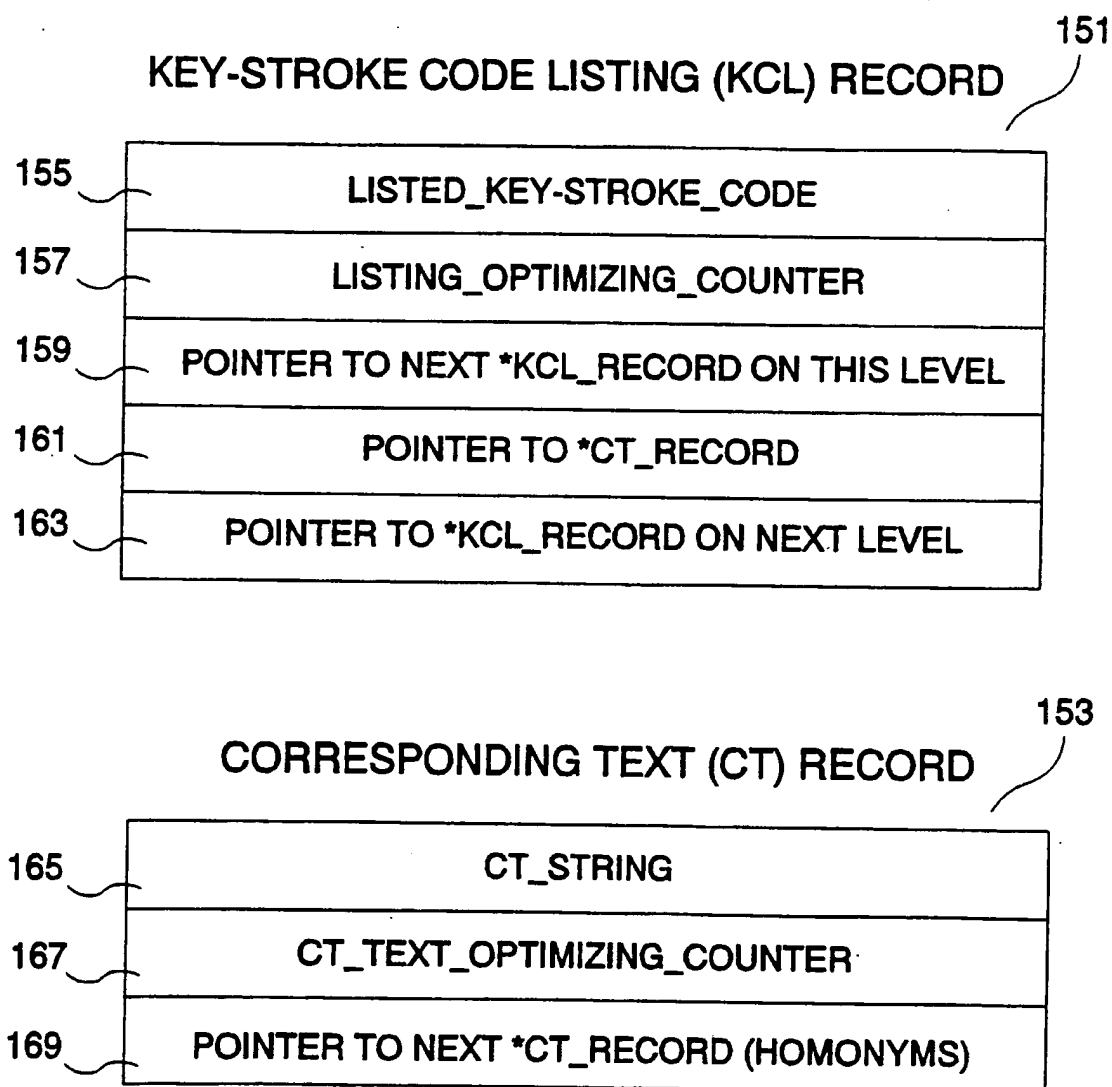 151
KEY-STROKE CODE LISTING (KCL) RECORD
155 LISTED_KEY-STROKE_CODE
157 LISTING_OPTIMIZING_COUNTER
159 POINTER TO NEXT *KCL_RECORD ON THIS LEVEL
161 POINTER TO *CT_RECORD
163 POINTER TO *KCL_RECORD ON NEXT LEVEL
153
CORRESPONDING TEXT (CT) RECORD
165 CT_STRING
167 CT_TEXT_OPTIMIZING_COUNTER
169 POINTER TO NEXT *CT_RECORD (HOMONYMS)